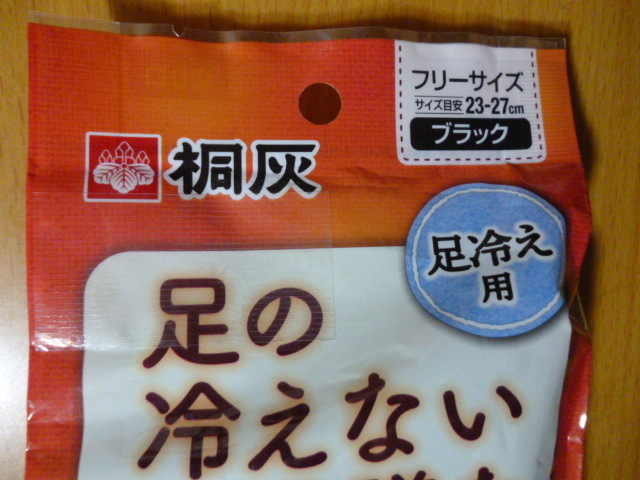 フリーサイズ
サイズ目安 23-27cm
ブラック
桐灰
足冷え
用
足の
冷えない